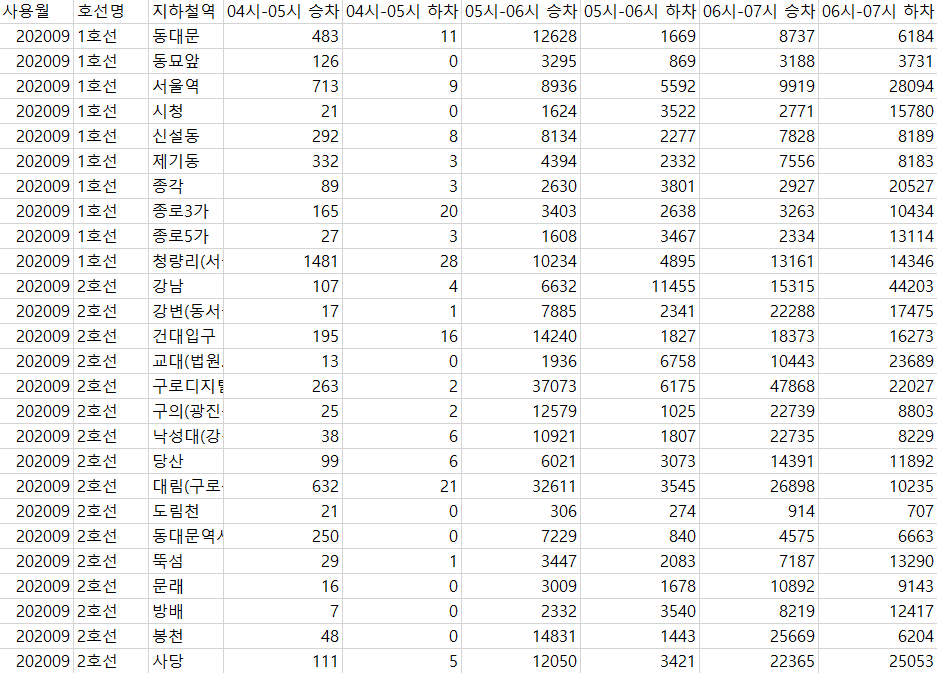 사용월 호선명 지하철역 04시-05시 승차 04시-05시 하차 05시-06시 승차 05시-06시 하차 06시-07시 승차 06시-07시 하차
202009 1호선 동대문 483 11 12628 1669 8737 6184
202009 1호선 동묘앞 126 0 3295 869 3188 3731
202009 1호선 서울역 713 9 8936 5592 9919 28094
202009 1호선 시청 21 0 1624 3522 2771 15780
202009 1호선 신설동 292 8 8134 2277 7828 8189
202009 1호선 제기동 332 3 4394 2332 7556 8183
202009 1호선 종각 89 3 2630 3801 2927 20527
202009 1호선 종로3가 165 20 3403 2638 3263 10434
202009 1호선 종로5가 27 3 1608 3467 2334 13114
202009 1호선 청량리(서 1481 28 10234 4895 13161 14346
202009 2호선 강남 107 4 6632 11455 15315 44203
202009 2호선 강변(동서 17 1 7885 2341 22288 17475
202009 2호선 건대입구 195 16 14240 1827 18373 16273
202009 2호선 교대(법원 13 0 1936 6758 10443 23689
202009 2호선 구로디지털 263 2 37073 6175 47868 22027
202009 2호선 구의(광진 25 2 12579 1025 22739 8803
202009 2호선 낙성대(강 38 6 10921 1807 22735 8229
202009 2호선 당산 99 6 6021 3073 14391 11892
202009 2호선 대림(구로 632 21 32611 3545 26898 10235
202009 2호선 도림천 21 0 306 274 914 707
202009 2호선 동대문역사 250 0 7229 840 4575 6663
202009 2호선 뚝섬 29 1 3447 2083 7187 13290
202009 2호선 문래 16 0 3009 1678 10892 9143
202009 2호선 방배 7 0 2332 3540 8219 12417
202009 2호선 봉천 48 0 14831 1443 25669 6204
202009 2호선 사당 111 5 12050 3421 22365 25053